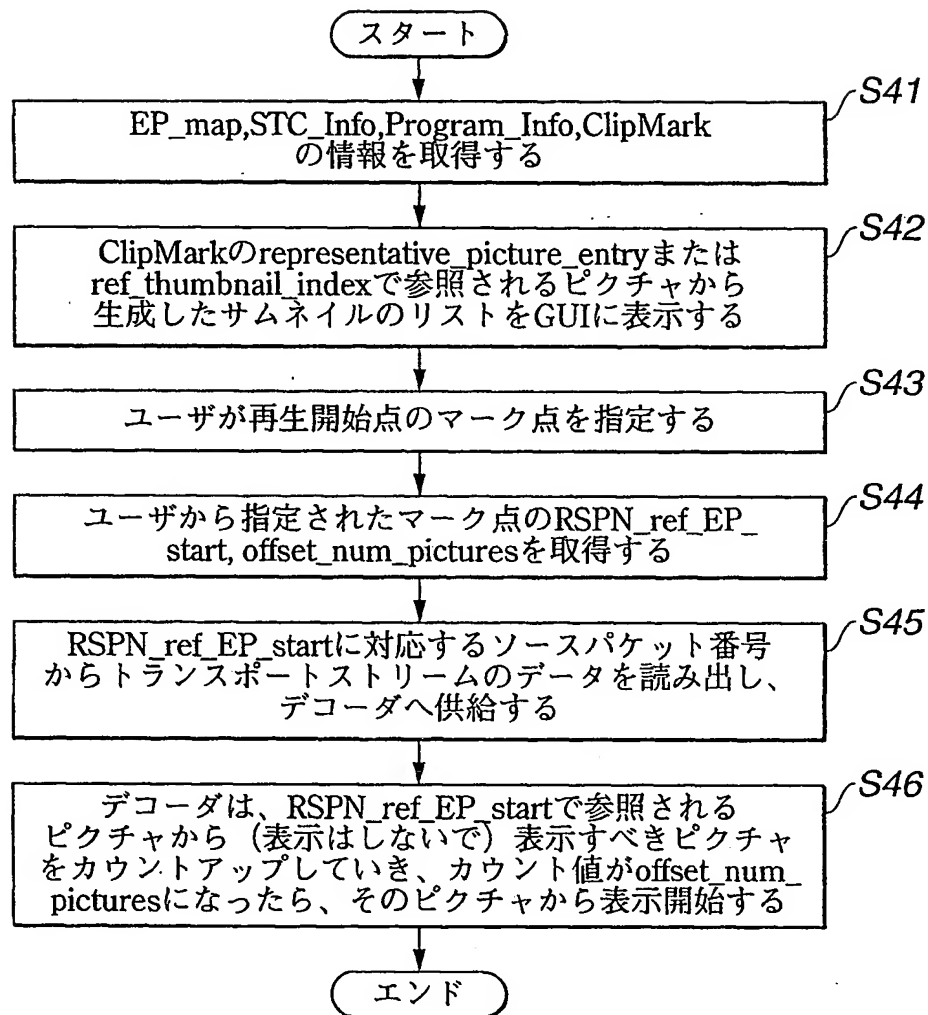 スタート
S41
EP_map,STC_Info,Program_Info,ClipMark
の情報を取得する
S42
ClipMarkのrepresentative_picture_entryまたは
ref_thumbnail_indexで参照されるピクチャから
生成したサムネイルのリストをGUIに表示する
S43
ユーザが再生開始点のマーク点を指定する
S44
ユーザから指定されたマーク点のRSPN_ref_EP_
start, offset_num_picturesを取得する
S45
RSPN_ref_EP_startに対応するソースパケット番号
からトランスポートストリームのデータを読み出し、
デコーダへ供給する
S46
デコーダは、RSPN_ref_EP_startで参照される
ピクチャから（表示はしないで）表示すべきピクチャ
をカウントアップしていき、カウント値がoffset_num_
picturesになったら、そのピクチャから表示開始する
エンド